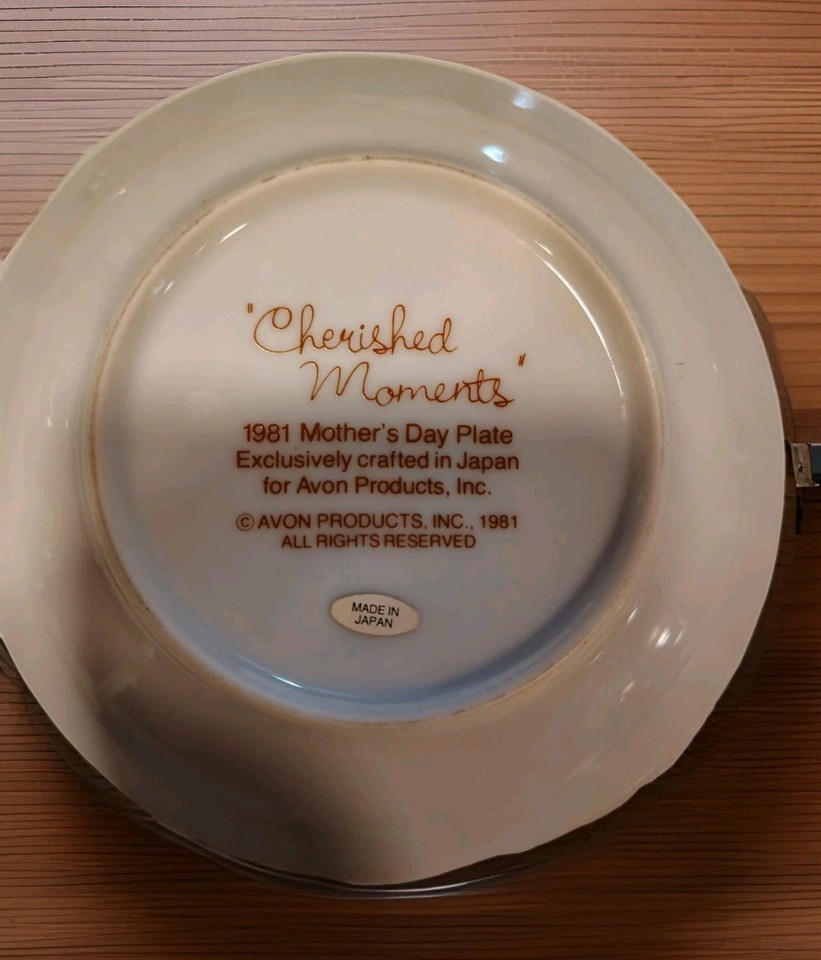 "Cherished
Moments"
1981 Mother's Day Plate
Exclusively crafted in Japan
for Avon Products, Inc.
© AVON PRODUCTS, INC., 1981
ALL RIGHTS RESERVED
MADE IN
JAPAN